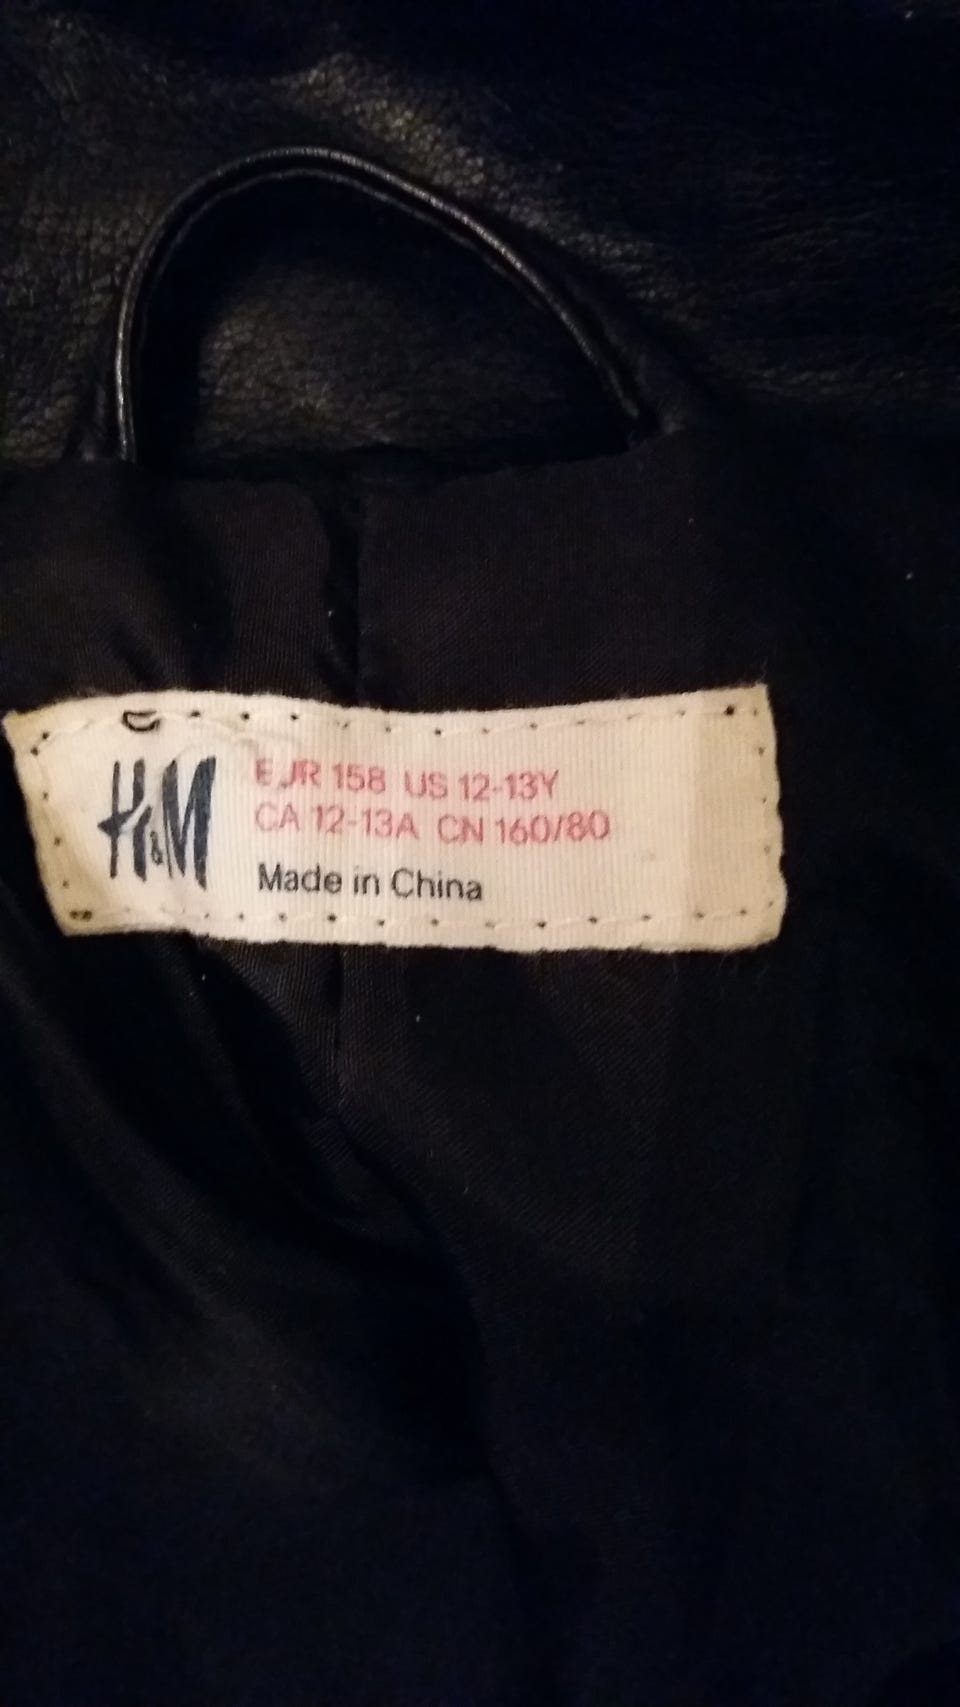 H&M
EUR 158 US 12-13Y
CA 12-13A CN 160/80
Made in China